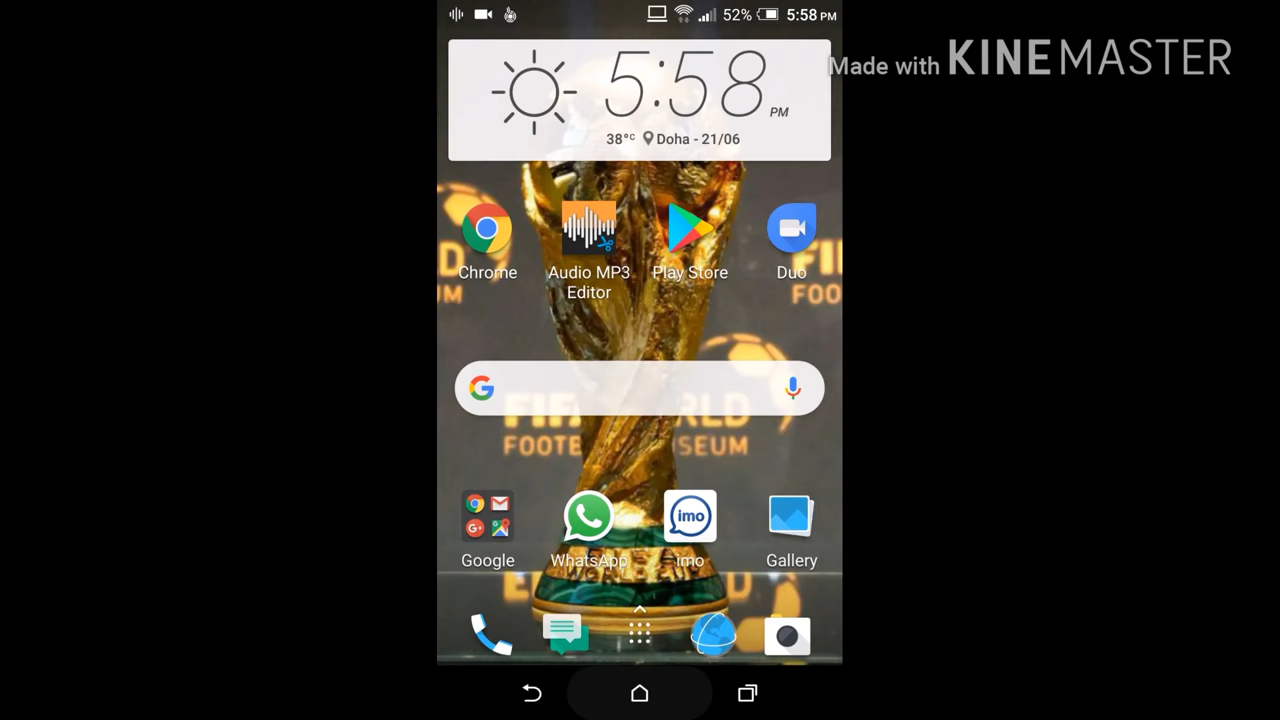 52% 5:58 PM
Made with KINEMASTER
5:58 PM
38°C Doha - 21/06
Chrome
Audio MP3
Editor
Play Store
Duo
FIFA WORLD
FOOTBALL MUSEUM
imo
Google
WhatsApp
imo
Gallery